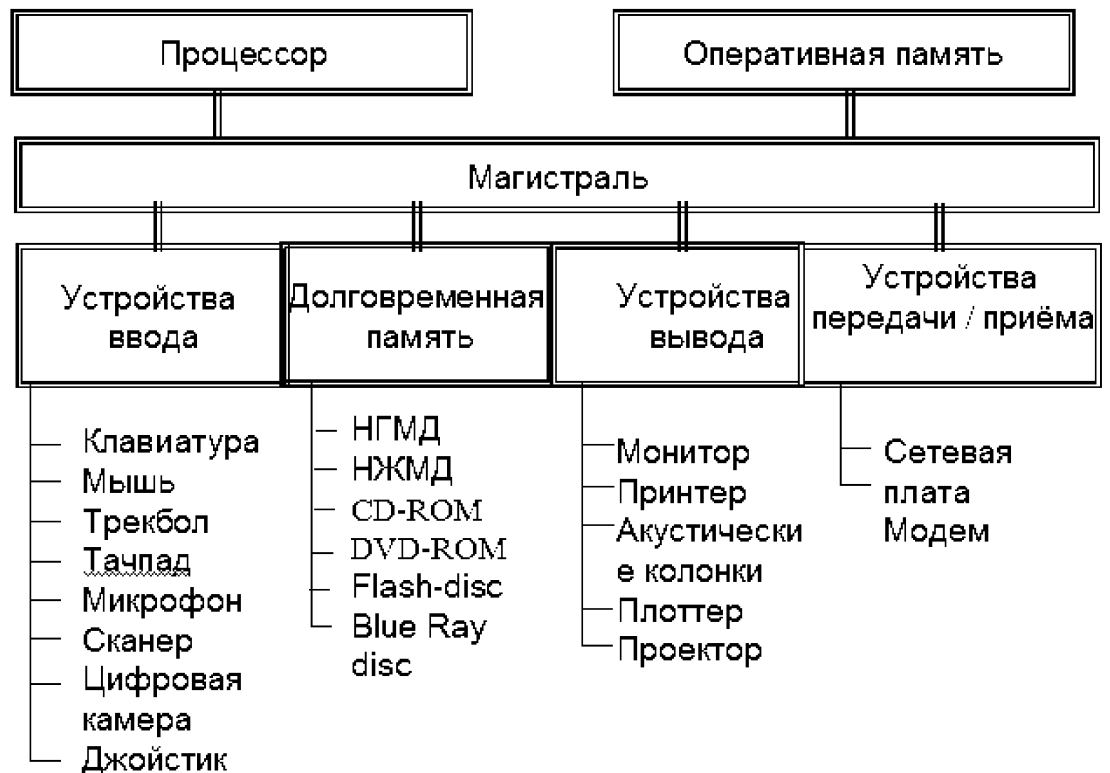 Процессор
Оперативная память
Магистраль
Устройства
ввода
Долговременная
память
Устройства
вывода
Устройства
передачи / приёма
Клавиатура
Мышь
Трекбол
Тачпад
Микрофон
Сканер
Цифровая
камера
Джойстик
НГМД
НЖМД
CD-ROM
DVD-ROM
Flash-disc
Blue Ray
disc
Монитор
Принтер
Акустически
е колонки
Плоттер
Проектор
Сетевая
плата
Модем